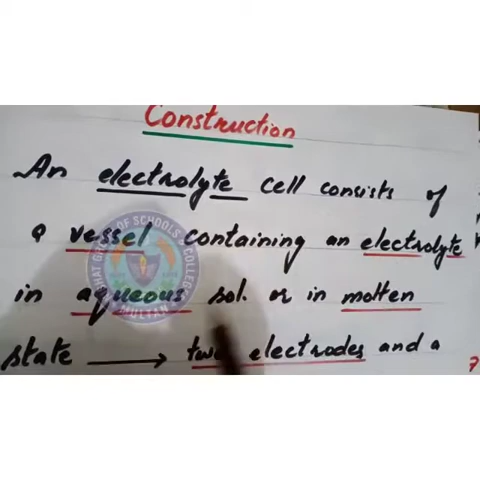 Construction
An electrolyte cell consists of
a vessel containing an electrolyte
in aqueous sol. or in molten
state → two electrodes and a